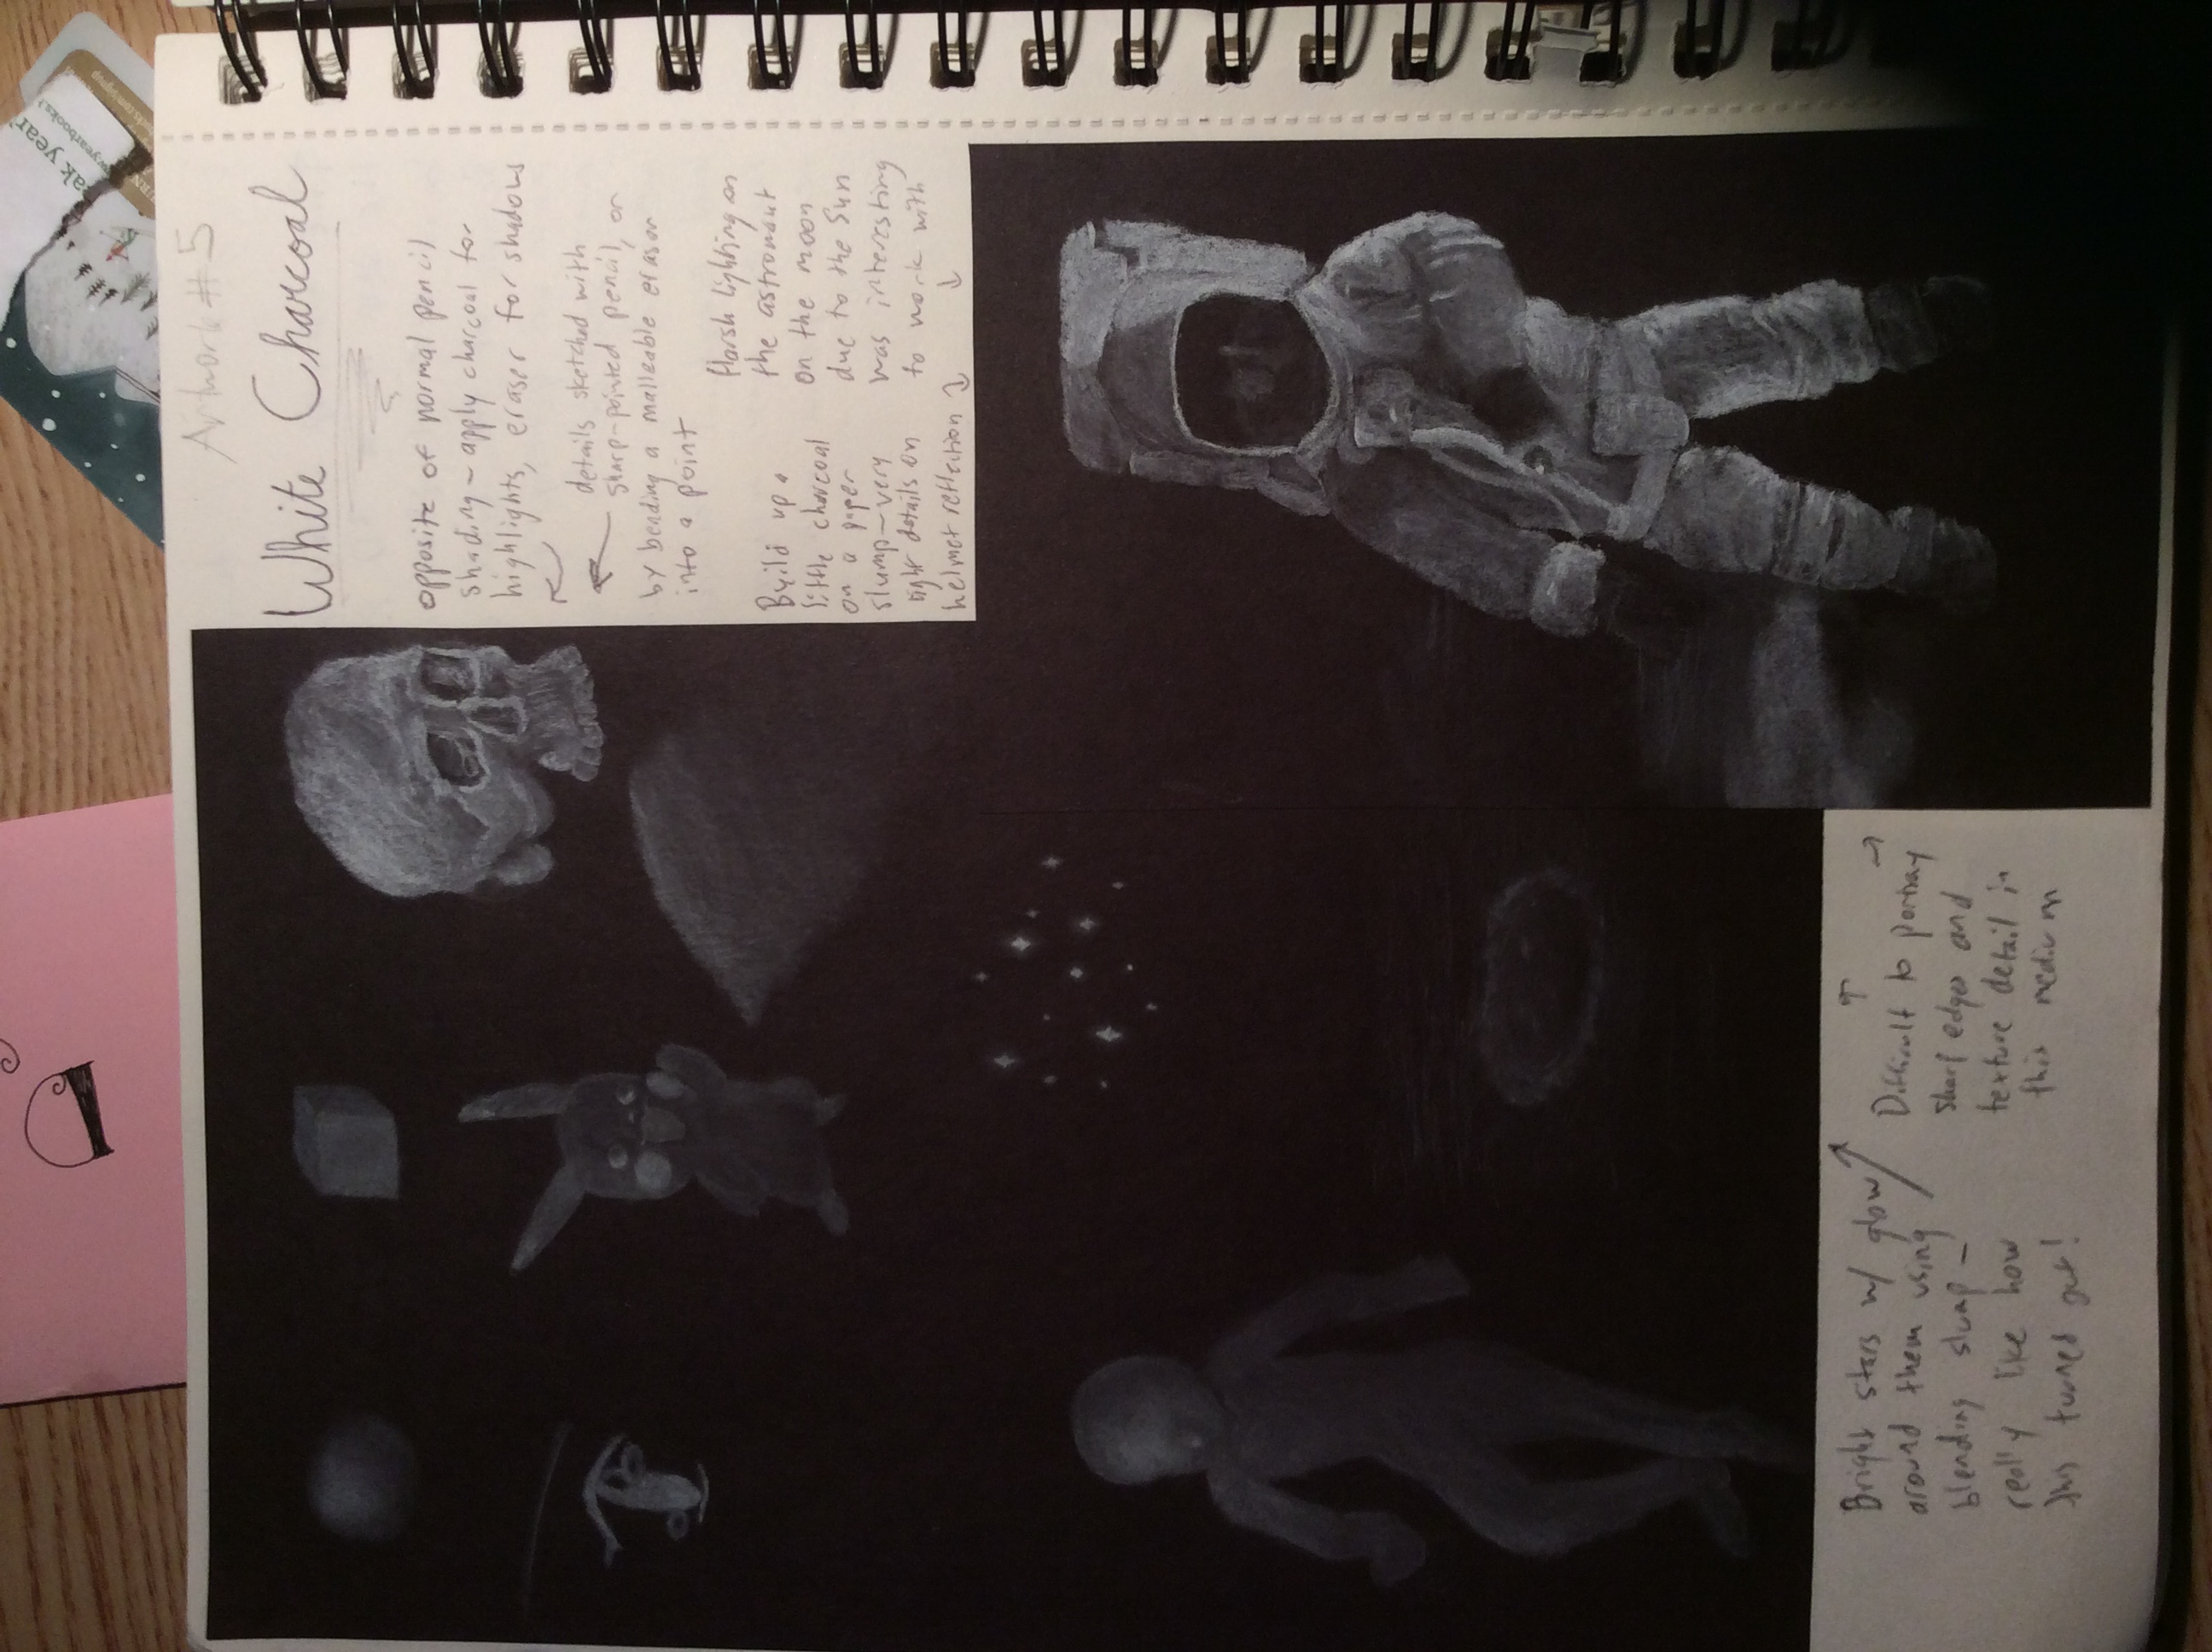 Artwork #5
White Charcoal
opposite of normal pencil
shading - apply charcoal for
highlights, eraser for shadows
details sketched with
sharp-pointed pencil, or
by bending a malleable erasor
into a point
Harsh lighting on
the astronaut
on the moon
due to the Sun
was interesting
to work with
Build up a
little charcoal
on a paper
slump - very
light details on
helmet reflection
Bright stars w/ glow
around them using
blending slump -
really like how
this turned out!
Difficult to portray
sharp edges and
texture detail in
this medium